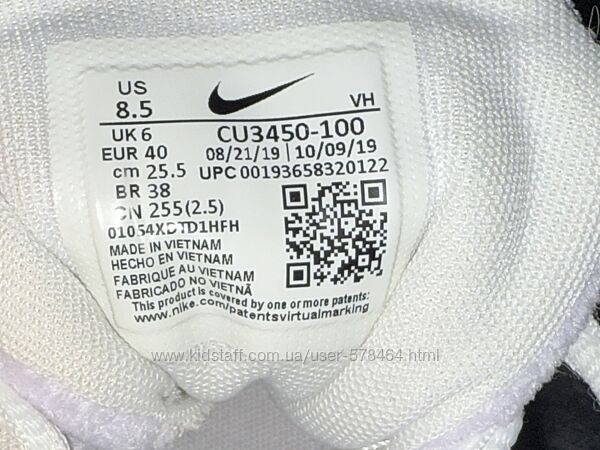 US
8.5
VH
UK 6
CU3450-100
EUR 40
08/21/19 | 10/09/19
cm 25.5
UPC 00193658320122
BR 38
CN 255(2.5)
01054XDTD1HFH
MADE IN VIETNAM
HECHO EN VIETNAM
FABRIQUE AU VIETNAM
FABRICADO NO VIETNÃ
This product is covered by one or more patents:
www.nike.com/patentsvirtualmarking
www.kidstaff.com.ua/user-578464.html